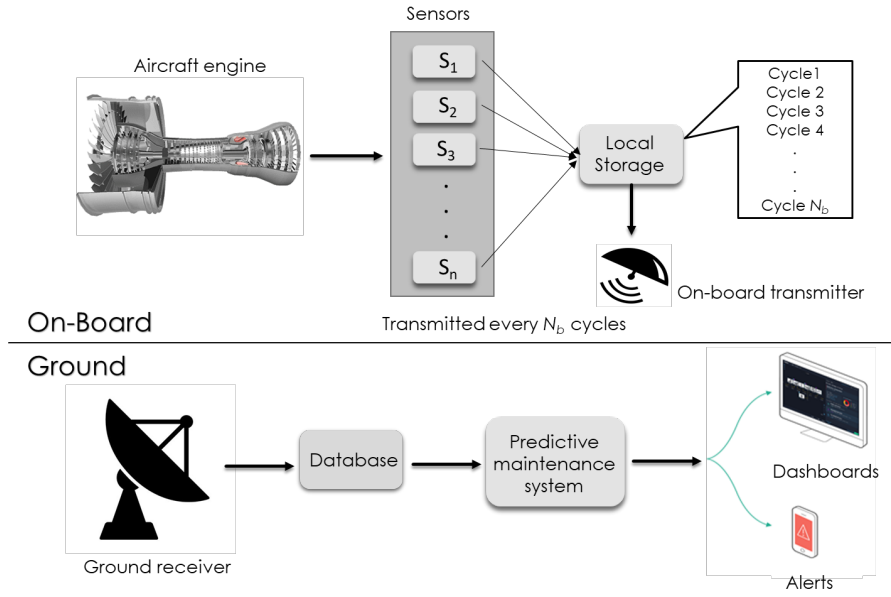 Sensors
Aircraft engine
S1
S2
S3
.
.
.
Sn
Local
Storage
Cycle1
Cycle 2
Cycle 3
Cycle 4
.
.
.
Cycle Nb
On-board transmitter
On-Board
Transmitted every Nb cycles
Ground
Ground receiver
Database
Predictive
maintenance
system
Dashboards
Alerts